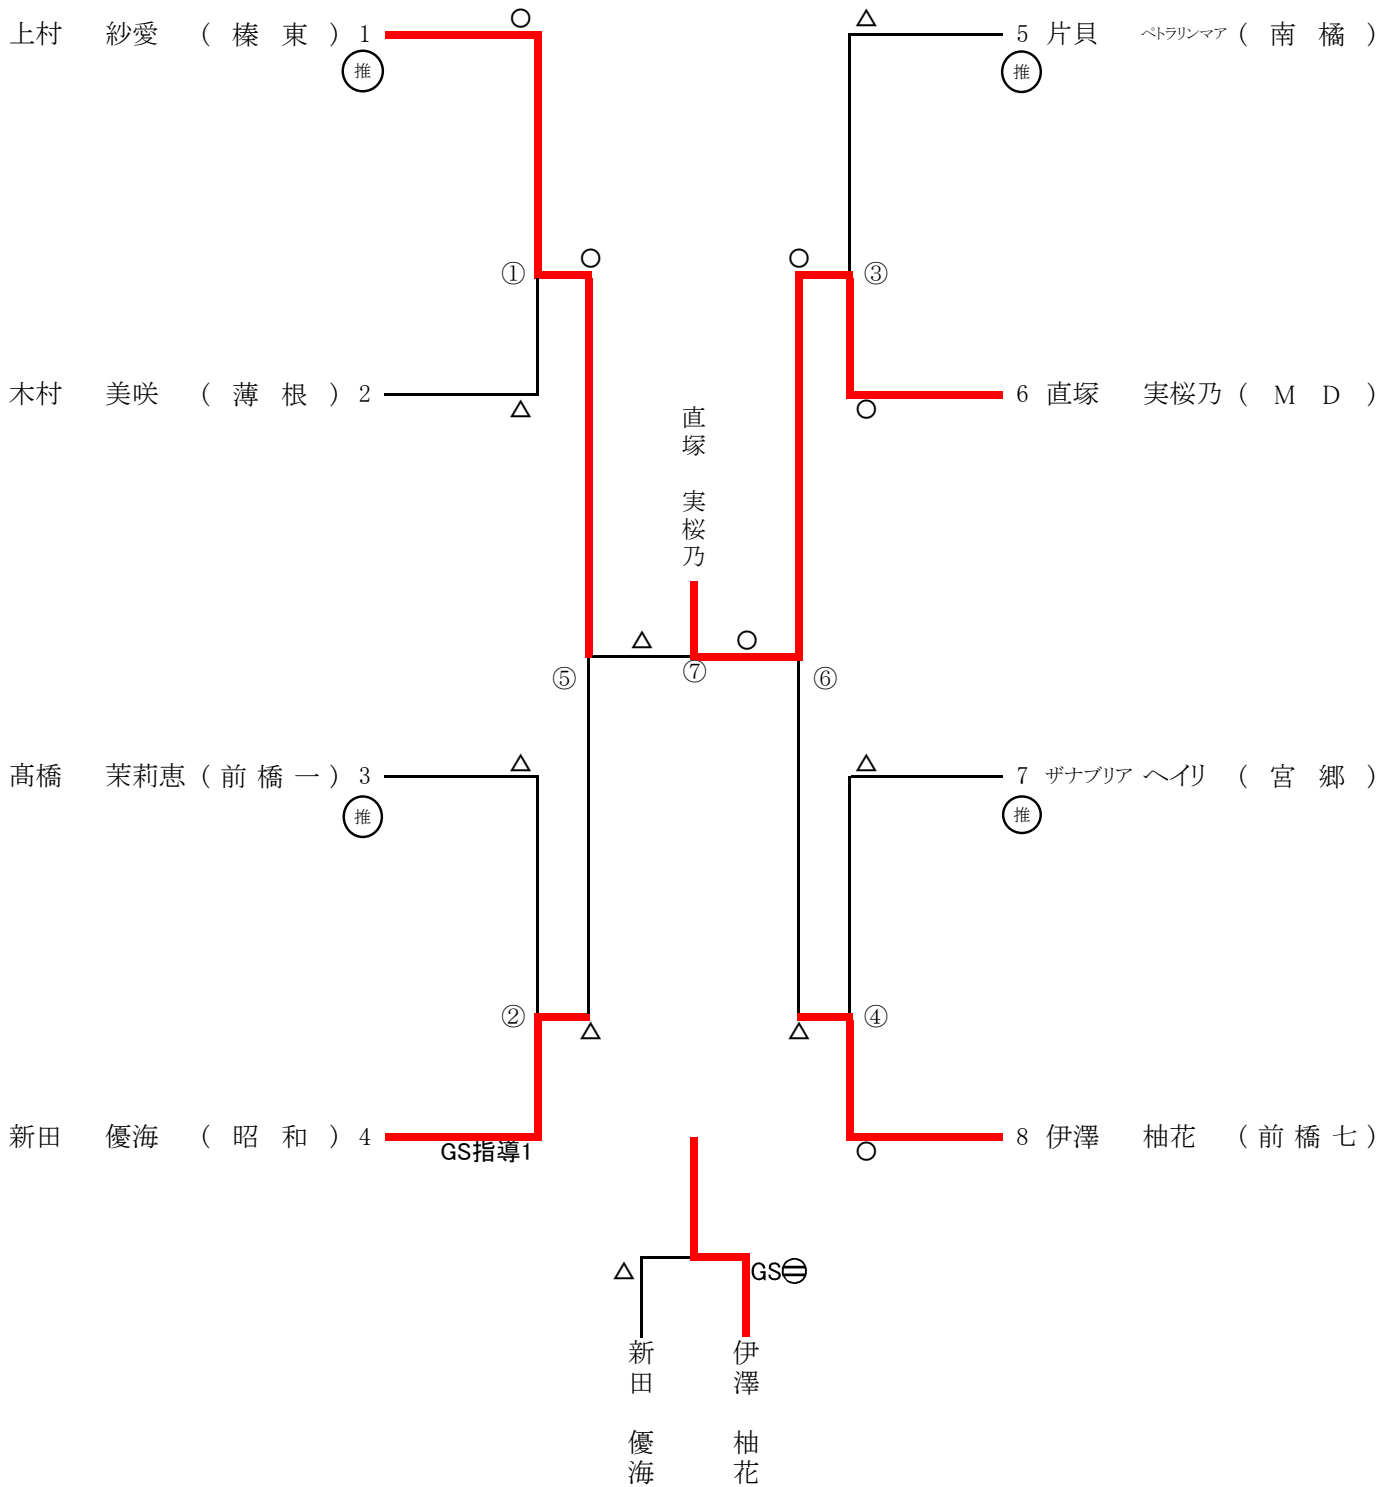 上村 紗愛 ( 榛 東 ) 1
推
○
①
○
木村 美咲 ( 薄 根 ) 2
△
髙橋 茉莉恵 ( 前 橋 一 ) 3
推
△
②
△
新田 優海 ( 昭 和 ) 4
GS指導1
⑤
△
直塚 実桜乃
⑦
○
⑥
△
5 片貝 ペトラリンマア ( 南 橘 )
推
○
③
6 直塚 実桜乃 ( M D )
○
△
7 ザナブリア ヘイリ ( 宮 郷 )
推
④
△
8 伊澤 柚花 ( 前 橋 七 )
○
△
GS㊁
新田 優海
伊澤 柚花